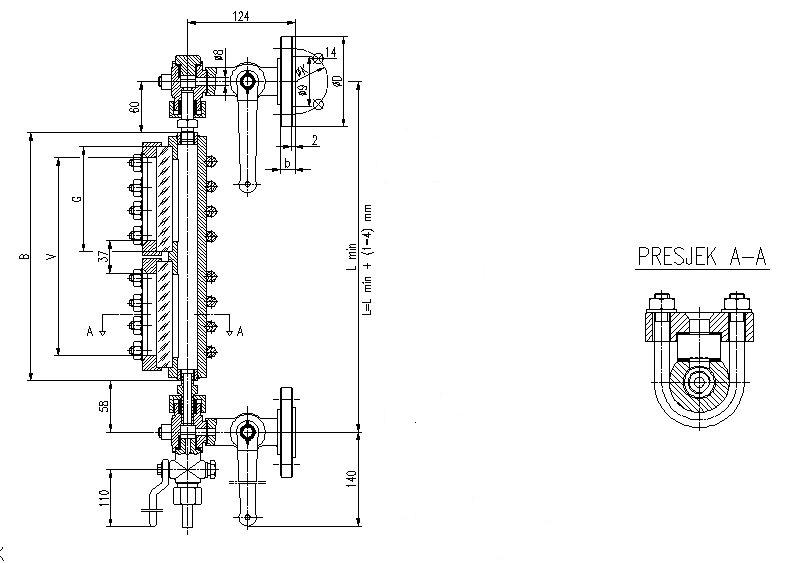 124
ø8
14
øK
ø9
øD
60
2
b
G
B
V
37
L min
L=L min + (1-4) mm
PRESJEK A-A
A
A
58
110
140